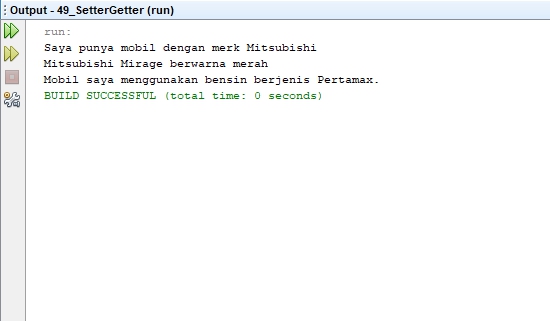 Output - 49_SetterGetter (run)
run:
Saya punya mobil dengan merk Mitsubishi
Mitsubishi Mirage berwarna merah
Mobil saya menggunakan bensin berjenis Pertamax.
BUILD SUCCESSFUL (total time: 0 seconds)